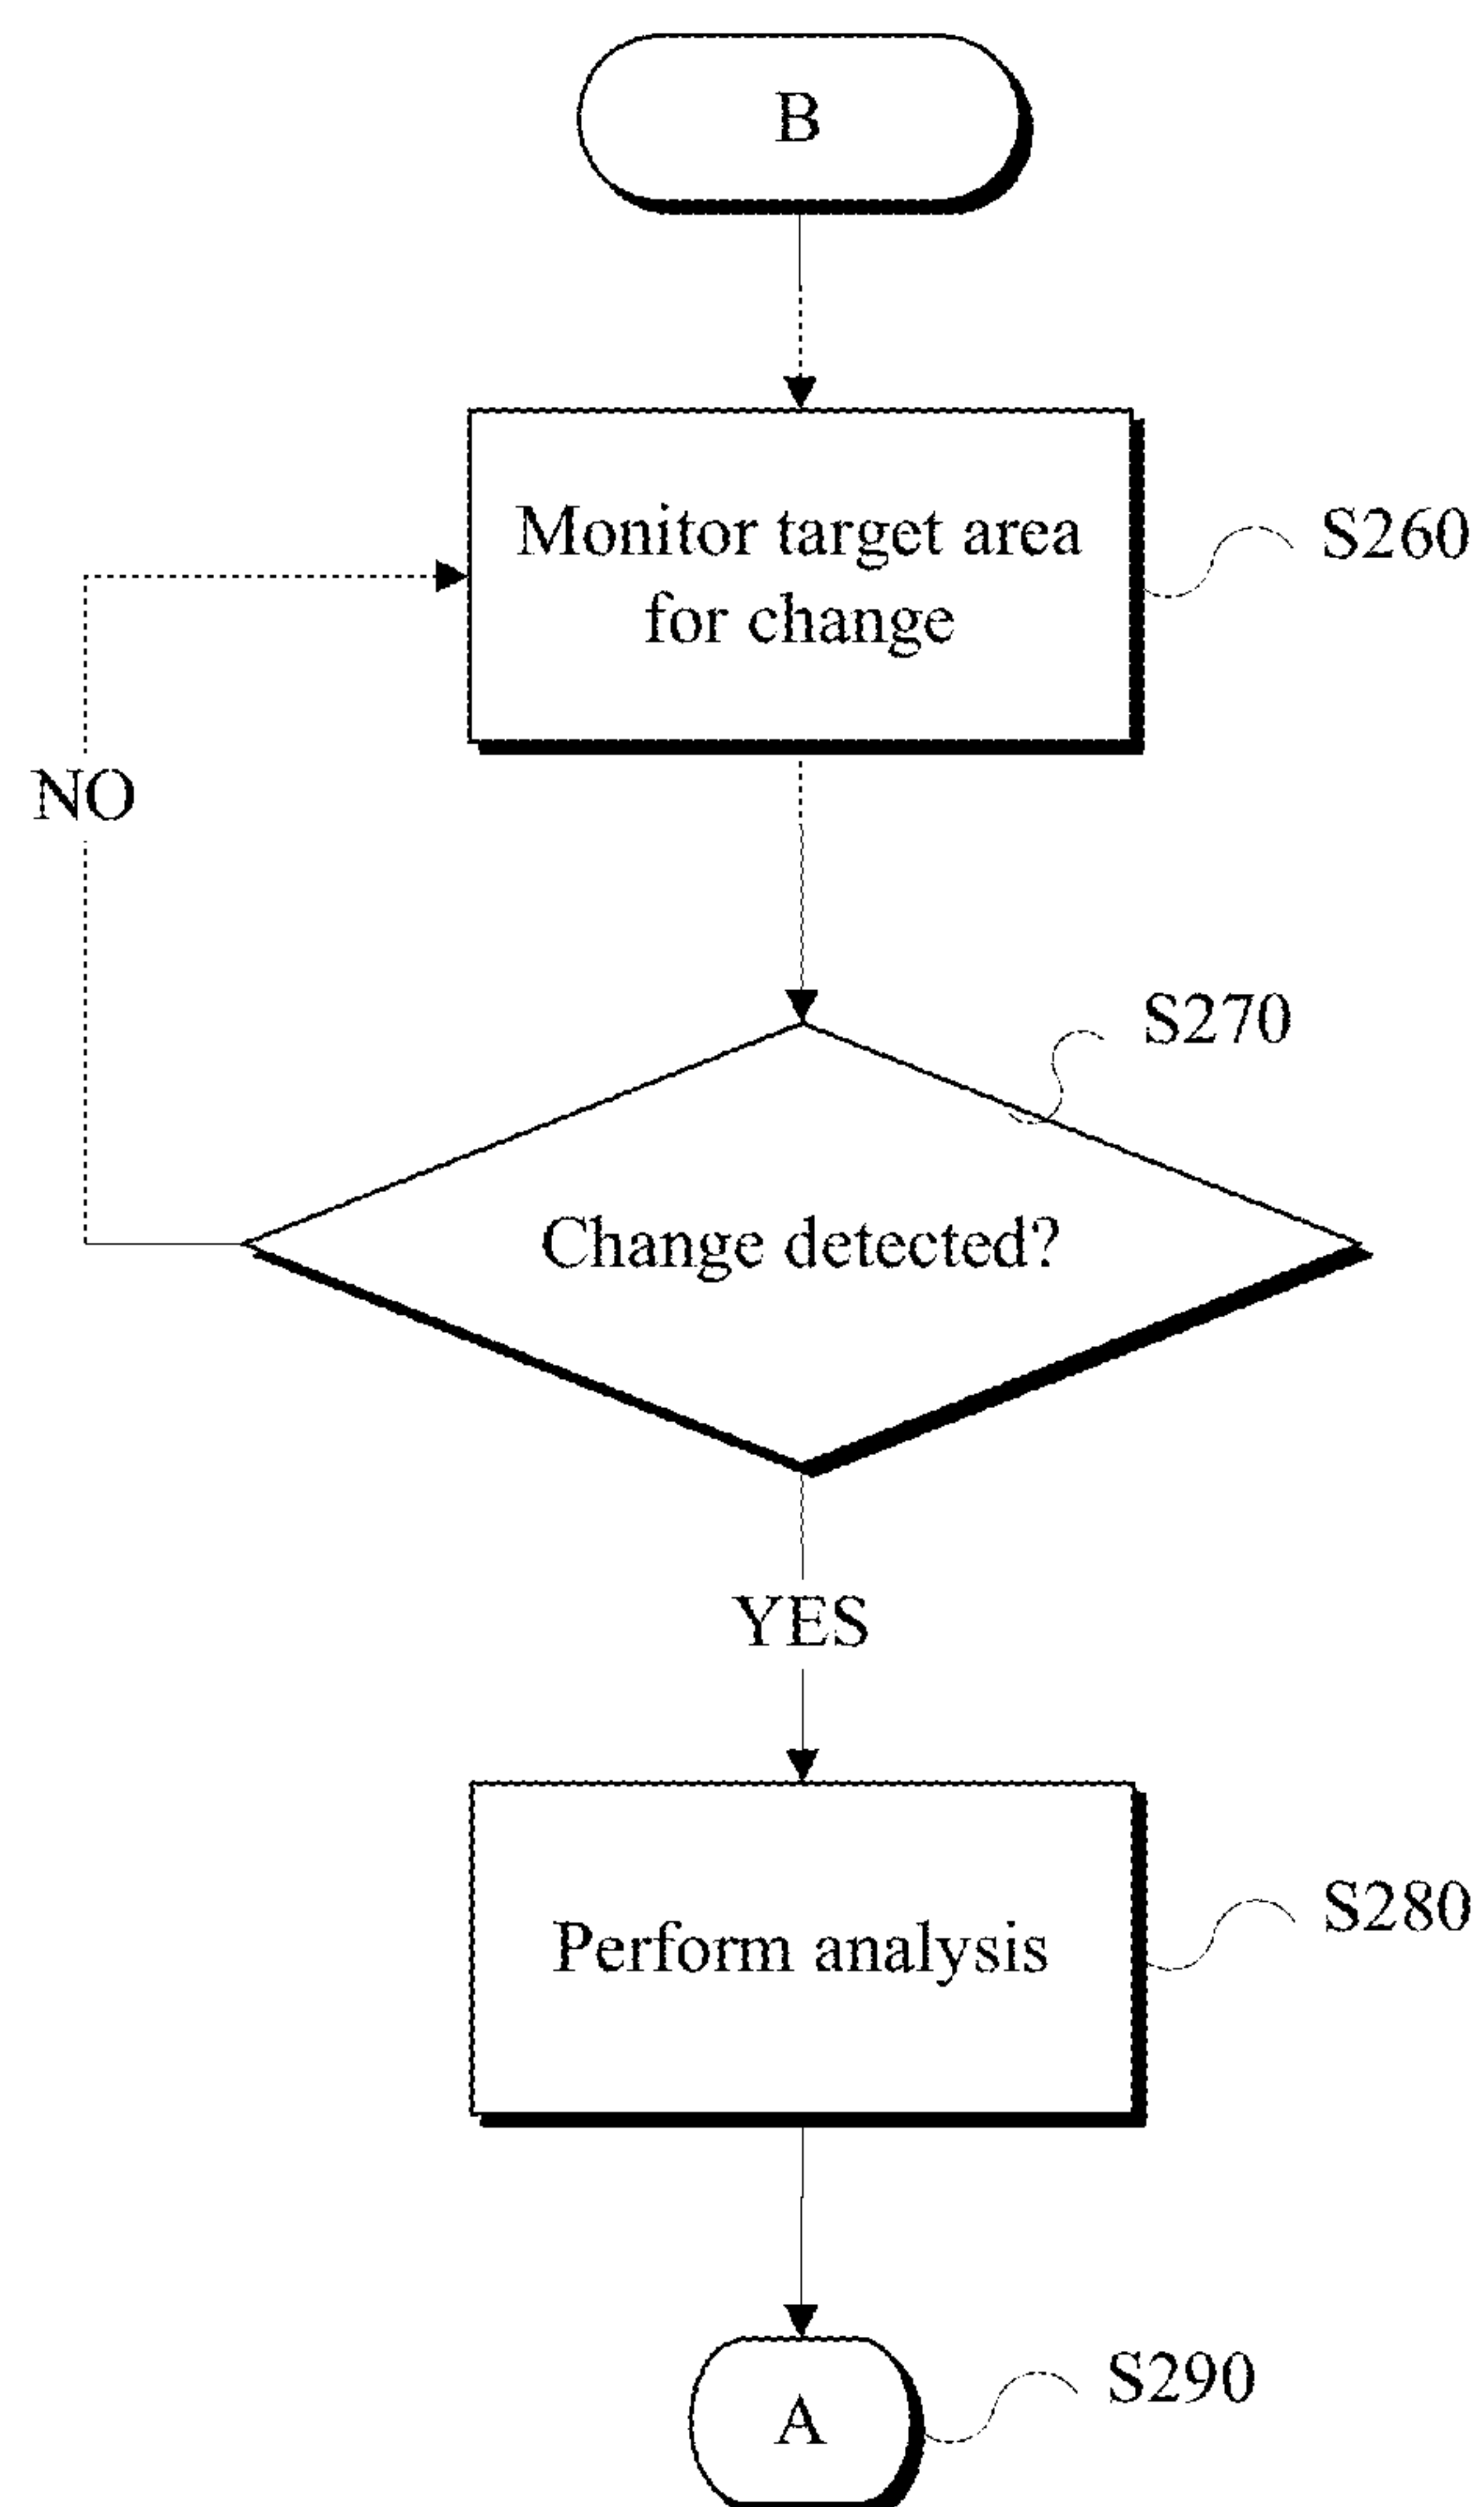 B
Monitor target area
for change
S260
NO
S270
Change detected?
YES
Perform analysis
S280
A
S290